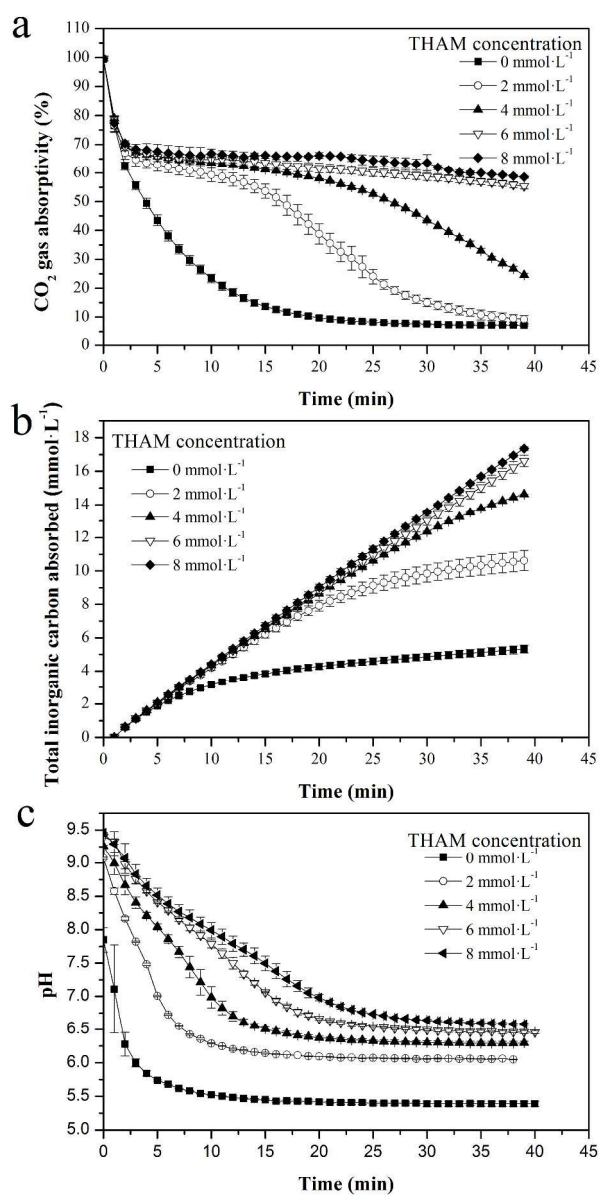 a
THAM concentration
0 mmol·L⁻¹
2 mmol·L⁻¹
4 mmol·L⁻¹
6 mmol·L⁻¹
8 mmol·L⁻¹
CO₂ gas absorptivity (%)
110
100
90
80
70
60
50
40
30
20
10
0
0 5 10 15 20 25 30 35 40 45
Time (min)
b
THAM concentration
0 mmol·L⁻¹
2 mmol·L⁻¹
4 mmol·L⁻¹
6 mmol·L⁻¹
8 mmol·L⁻¹
Total inorganic carbon absorbed (mmol·L⁻¹)
18
16
14
12
10
8
6
4
2
0
0 5 10 15 20 25 30 35 40 45
Time (min)
c
THAM concentration
0 mmol·L⁻¹
2 mmol·L⁻¹
4 mmol·L⁻¹
6 mmol·L⁻¹
8 mmol·L⁻¹
pH
9.5
9.0
8.5
8.0
7.5
7.0
6.5
6.0
5.5
5.0
0 5 10 15 20 25 30 35 40 45
Time (min)